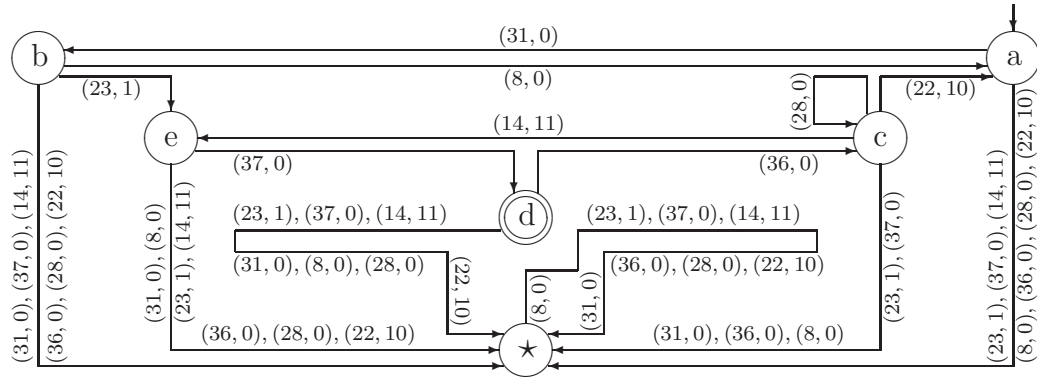 (31, 0)
b
a
(8, 0)
(23, 1)
(28, 0)
(22, 10)
e
(14, 11)
c
(37, 0)
(36, 0)
d
(31, 0), (37, 0), (14, 11)
(36, 0), (28, 0), (22, 10)
(31, 0), (8, 0)
(23, 1), (14, 11)
(23, 1), (37, 0), (14, 11)
(31, 0), (8, 0), (28, 0)
(22, 10)
(8, 0)
(31, 0)
(23, 1), (37, 0), (14, 11)
(36, 0), (28, 0), (22, 10)
(23, 1), (37, 0)
(23, 1), (37, 0), (14, 11)
(8, 0), (36, 0), (28, 0), (22, 10)
(36, 0), (28, 0), (22, 10)
⋆
(31, 0), (36, 0), (8, 0)